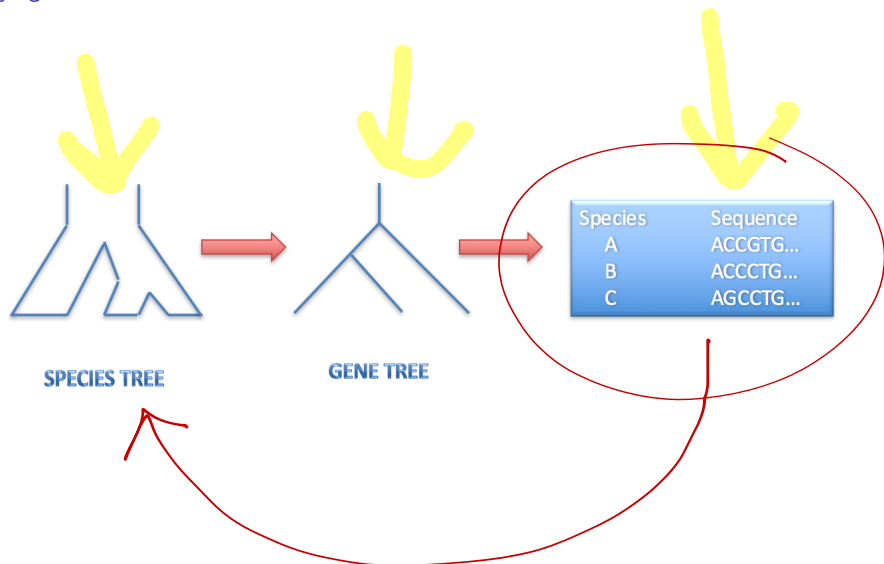 Species Sequence
A ACCGTG...
B ACCCTG...
C AGCCTG...
SPECIES TREE
GENE TREE